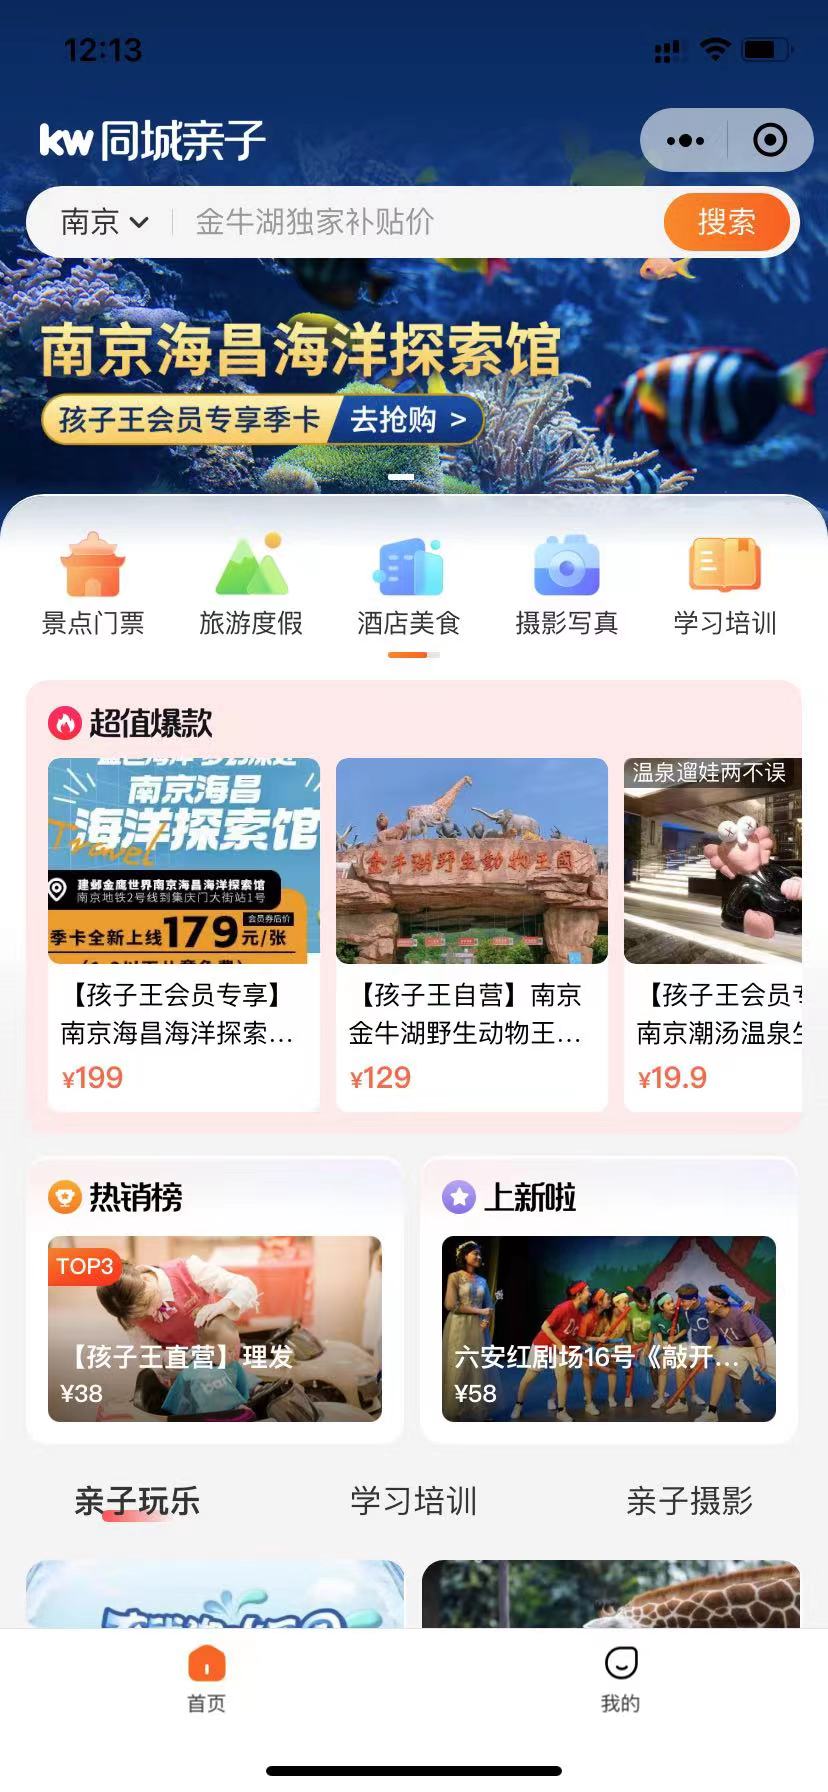 12:13
kw 同城亲子
南京 金牛湖独家补贴价 搜索
南京海昌海洋探索馆
孩子王会员专享季卡 去抢购 >
景点门票 旅游度假 酒店美食 摄影写真 学习培训
超值爆款
南京海昌
海洋探索馆
Travel
建邺金鹰世界南京海昌海洋探索馆
南京地铁2号线到集庆门大街站1号
会员券后价
季卡全新上线179元/张
金牛湖野生動物王國
温泉遛娃两不误
【孩子王会员专享】
南京海昌海洋探索...
¥199
【孩子王自营】南京
金牛湖野生动物王...
¥129
【孩子王会员专
南京潮汤温泉生
¥19.9
热销榜
TOP3
【孩子王直营】理发
¥38
上新啦
六安红剧场16号《敲开...
¥58
亲子玩乐 学习培训 亲子摄影
首页 我的